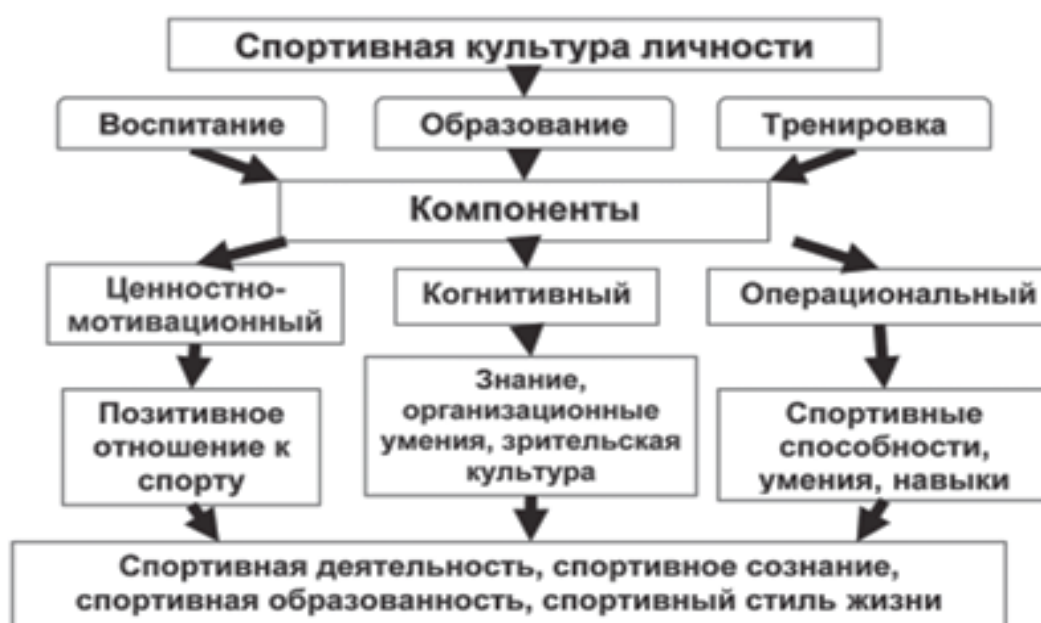 Спортивная культура личности
Воспитание
Образование
Тренировка
Компоненты
Ценностно-
мотивационный
Когнитивный
Операциональный
Позитивное
отношение к
спорту
Знание,
организационные
умения, зрительская
культура
Спортивные
способности,
умения, навыки
Спортивная деятельность, спортивное сознание,
спортивная образованность, спортивный стиль жизни